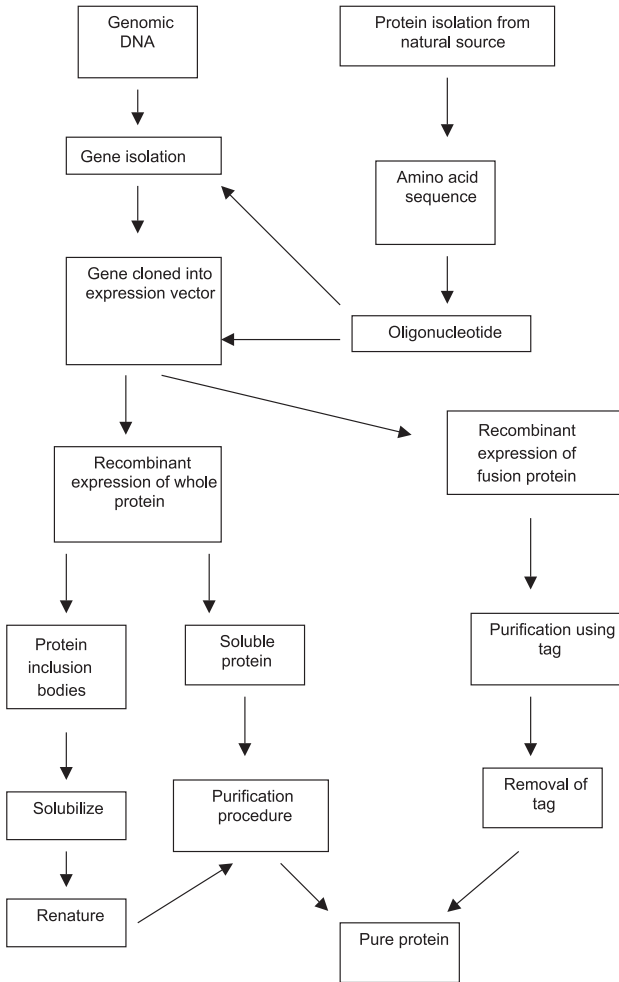 Genomic
DNA
Protein isolation from
natural source
Gene isolation
Amino acid
sequence
Gene cloned into
expression vector
Oligonucleotide
Recombinant
expression of whole
protein
Recombinant
expression of
fusion protein
Protein
inclusion
bodies
Soluble
protein
Purification using
tag
Solubilize
Purification
procedure
Removal of
tag
Renature
Pure protein